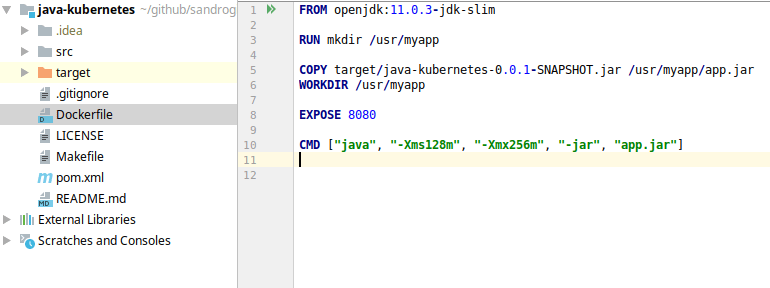 java-kubernetes ~/github/sandrog
.idea
src
target
.gitignore
Dockerfile
LICENSE
Makefile
pom.xml
README.md
External Libraries
Scratches and Consoles
1 FROM openjdk:11.0.3-jdk-slim
2
3 RUN mkdir /usr/myapp
4
5 COPY target/java-kubernetes-0.0.1-SNAPSHOT.jar /usr/myapp/app.jar
6 WORKDIR /usr/myapp
7
8 EXPOSE 8080
9
10 CMD ["java", "-Xms128m", "-Xmx256m", "-jar", "app.jar"]
11
12